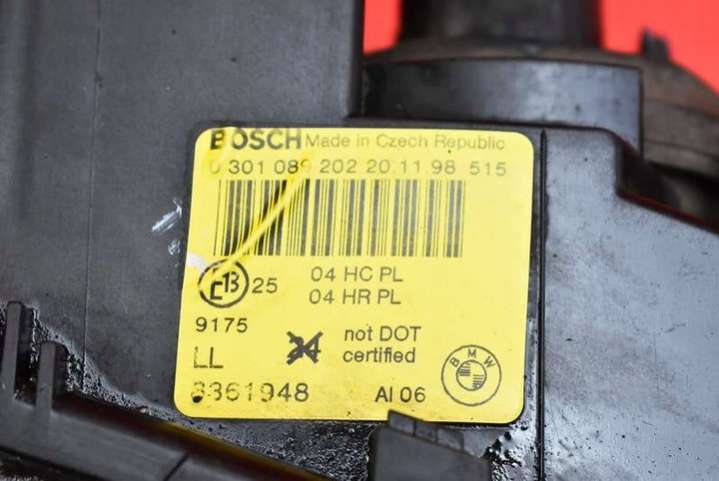 BOSCH Made in Czech Republic
0 301 089 202 20.11.98 515
E13 25
04 HC PL
04 HR PL
9175
24 not DOT
LL certified
8361948 AI 06
BMW